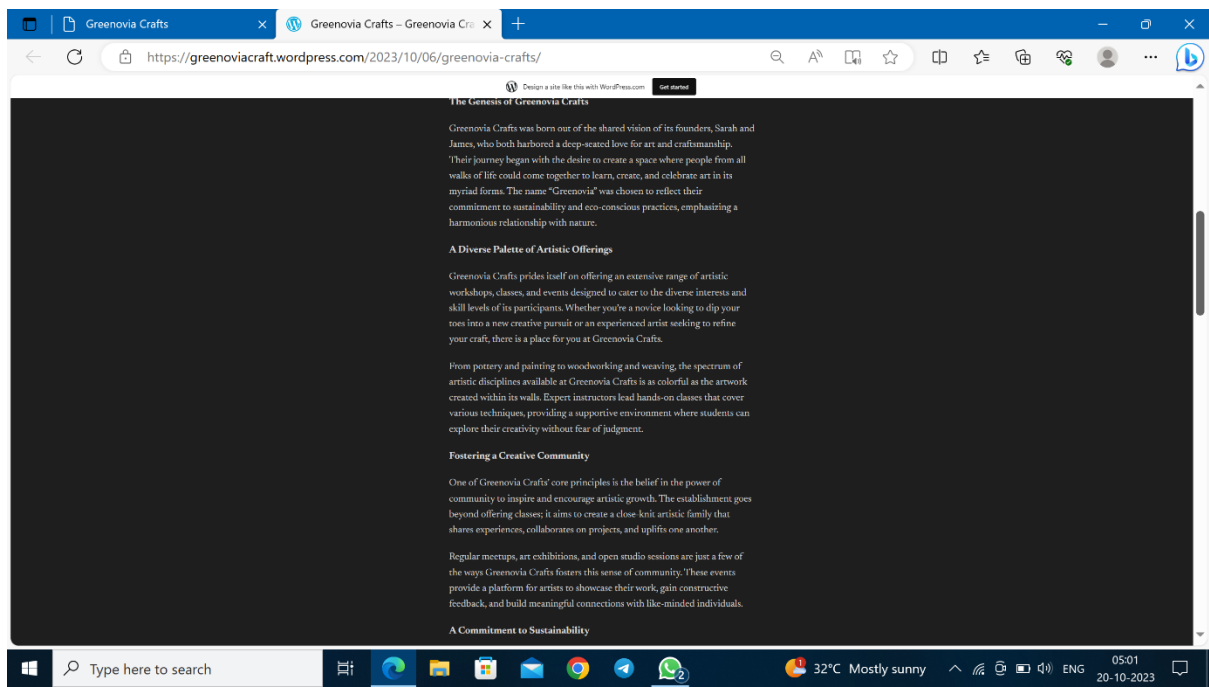 Greenovia Crafts
Greenovia Crafts – Greenovia Cra
https://greenoviacraft.wordpress.com/2023/10/06/greenovia-crafts/
Design a site like this with WordPress.com
Get started
The Genesis of Greenovia Crafts
Greenovia Crafts was born out of the shared vision of its founders, Sarah and
James, who both harbored a deep-seated love for art and craftsmanship.
Their journey began with the desire to create a space where people from all
walks of life could come together to learn, create, and celebrate art in its
myriad forms. The name “Greenovia” was chosen to reflect their
commitment to sustainability and eco-conscious practices, emphasizing a
harmonious relationship with nature.
A Diverse Palette of Artistic Offerings
Greenovia Crafts prides itself on offering an extensive range of artistic
workshops, classes, and events designed to cater to the diverse interests and
skill levels of its participants. Whether you’re a novice looking to dip your
toes into a new creative pursuit or an experienced artist seeking to refine
your craft, there is a place for you at Greenovia Crafts.
From pottery and painting to woodworking and weaving, the spectrum of
artistic disciplines available at Greenovia Crafts is as colorful as the artwork
created within its walls. Expert instructors lead hands-on classes that cover
various techniques, providing a supportive environment where students can
explore their creativity without fear of judgment.
Fostering a Creative Community
One of Greenovia Crafts’ core principles is the belief in the power of
community to inspire and encourage artistic growth. The establishment goes
beyond offering classes; it aims to create a close-knit artistic family that
shares experiences, collaborates on projects, and uplifts one another.
Regular meetups, art exhibitions, and open studio sessions are just a few of
the ways Greenovia Crafts fosters this sense of community. These events
provide a platform for artists to showcase their work, gain constructive
feedback, and build meaningful connections with like-minded individuals.
A Commitment to Sustainability
Type here to search
2
1
32°C Mostly sunny
ENG
05:01
20-10-2023